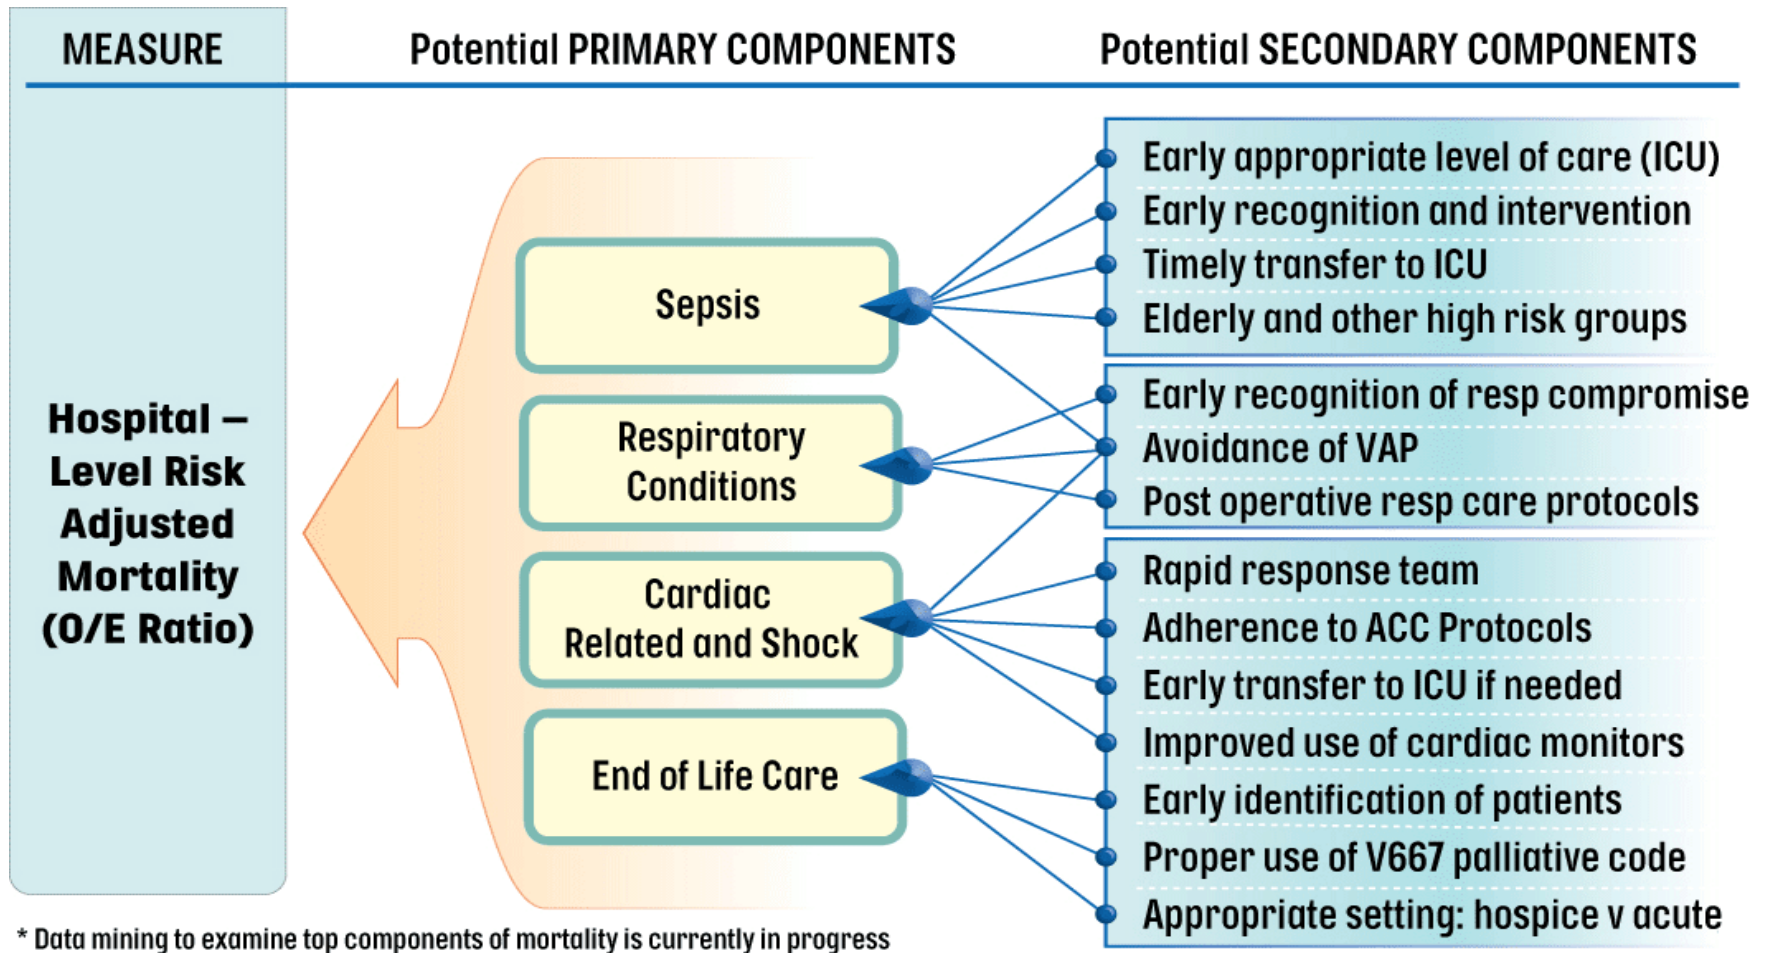 MEASURE
Potential PRIMARY COMPONENTS
Potential SECONDARY COMPONENTS
Hospital –
Level Risk
Adjusted
Mortality
(O/E Ratio)
Sepsis
Respiratory
Conditions
Cardiac
Related and Shock
End of Life Care
Early appropriate level of care (ICU)
Early recognition and intervention
Timely transfer to ICU
Elderly and other high risk groups
Early recognition of resp compromise
Avoidance of VAP
Post operative resp care protocols
Rapid response team
Adherence to ACC Protocols
Early transfer to ICU if needed
Improved use of cardiac monitors
Early identification of patients
Proper use of V667 palliative code
Appropriate setting: hospice v acute
* Data mining to examine top components of mortality is currently in progress